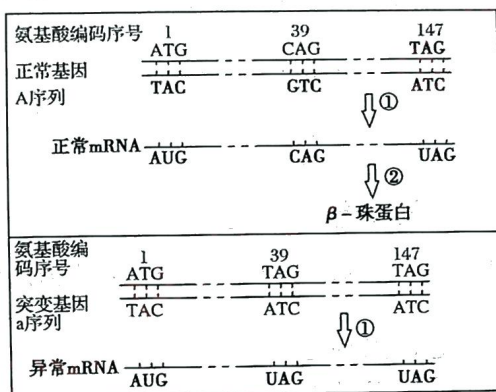 氨基酸编码序号 1 39 147
ATG CAG TAG
正常基因
A序列
TAC GTC ATC
①
正常mRNA AUG CAG UAG
②
β-珠蛋白
氨基酸编
码序号
1 39 147
ATG TAG TAG
突变基因
a序列
TAC ATC ATC
①
异常mRNA AUG UAG UAG